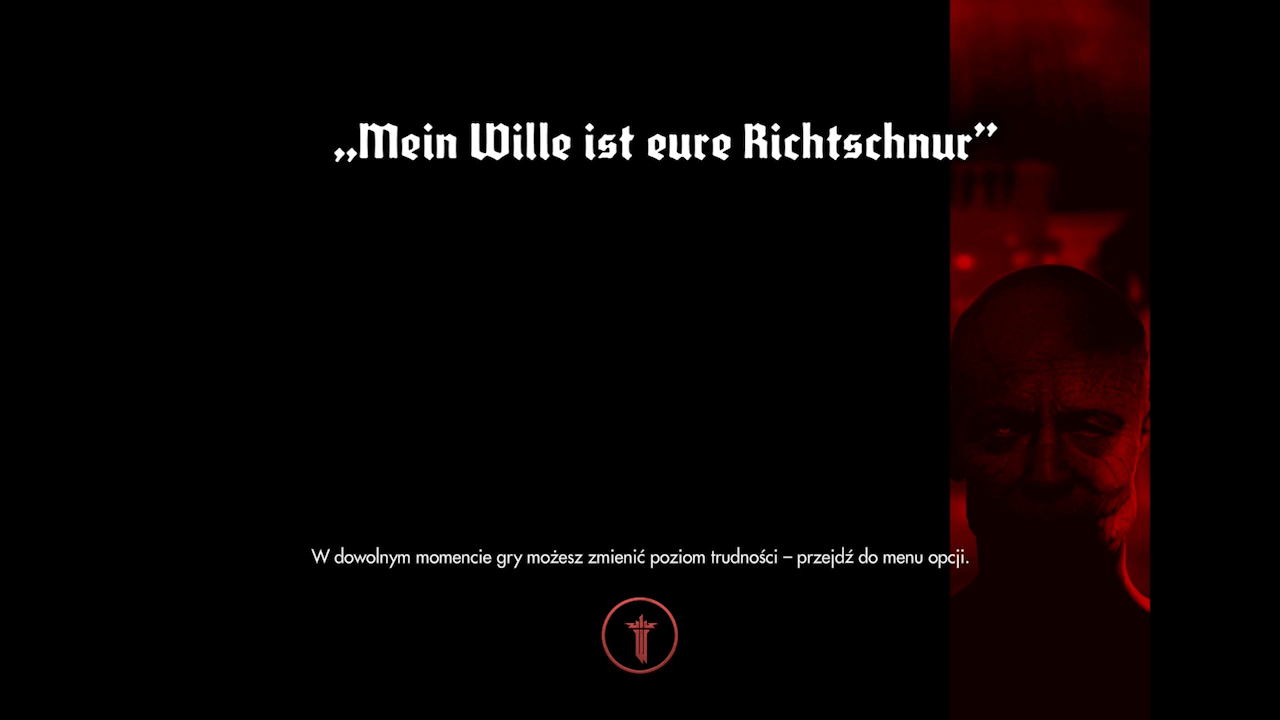 „Mein Wille ist eure Richtschnur”
W dowolnym momencie gry możesz zmienić poziom trudności – przejdź do menu opcji.